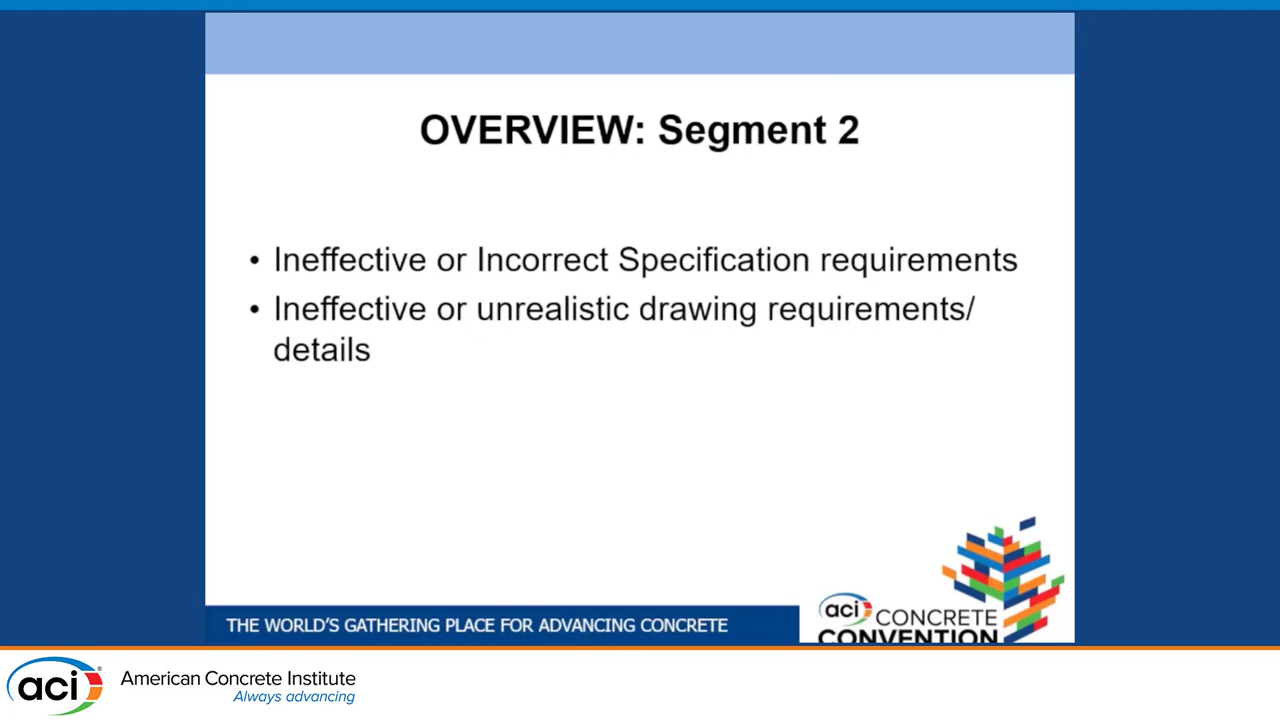 OVERVIEW: Segment 2
• Ineffective or Incorrect Specification requirements
• Ineffective or unrealistic drawing requirements/
details
THE WORLD'S GATHERING PLACE FOR ADVANCING CONCRETE
aci CONCRETE
CONVENTION
aci® American Concrete Institute
Always advancing